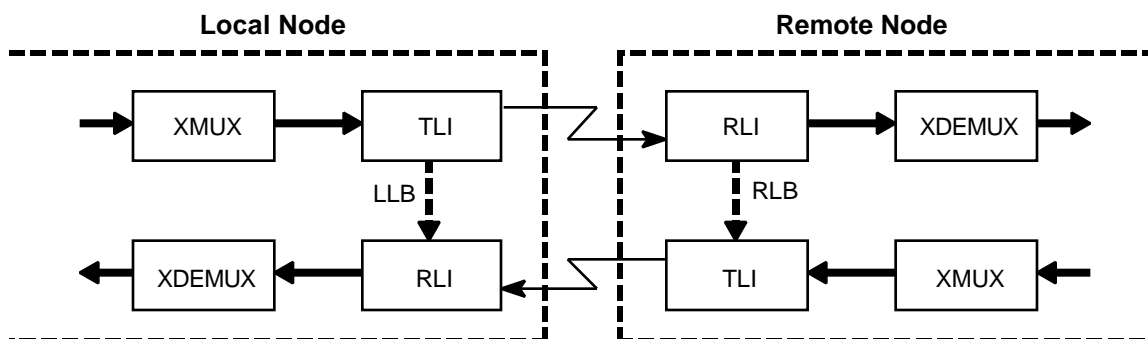 Local Node
Remote Node
XMUX
TLI
RLI
XDEMUX
LLB
RLB
XDEMUX
RLI
TLI
XMUX